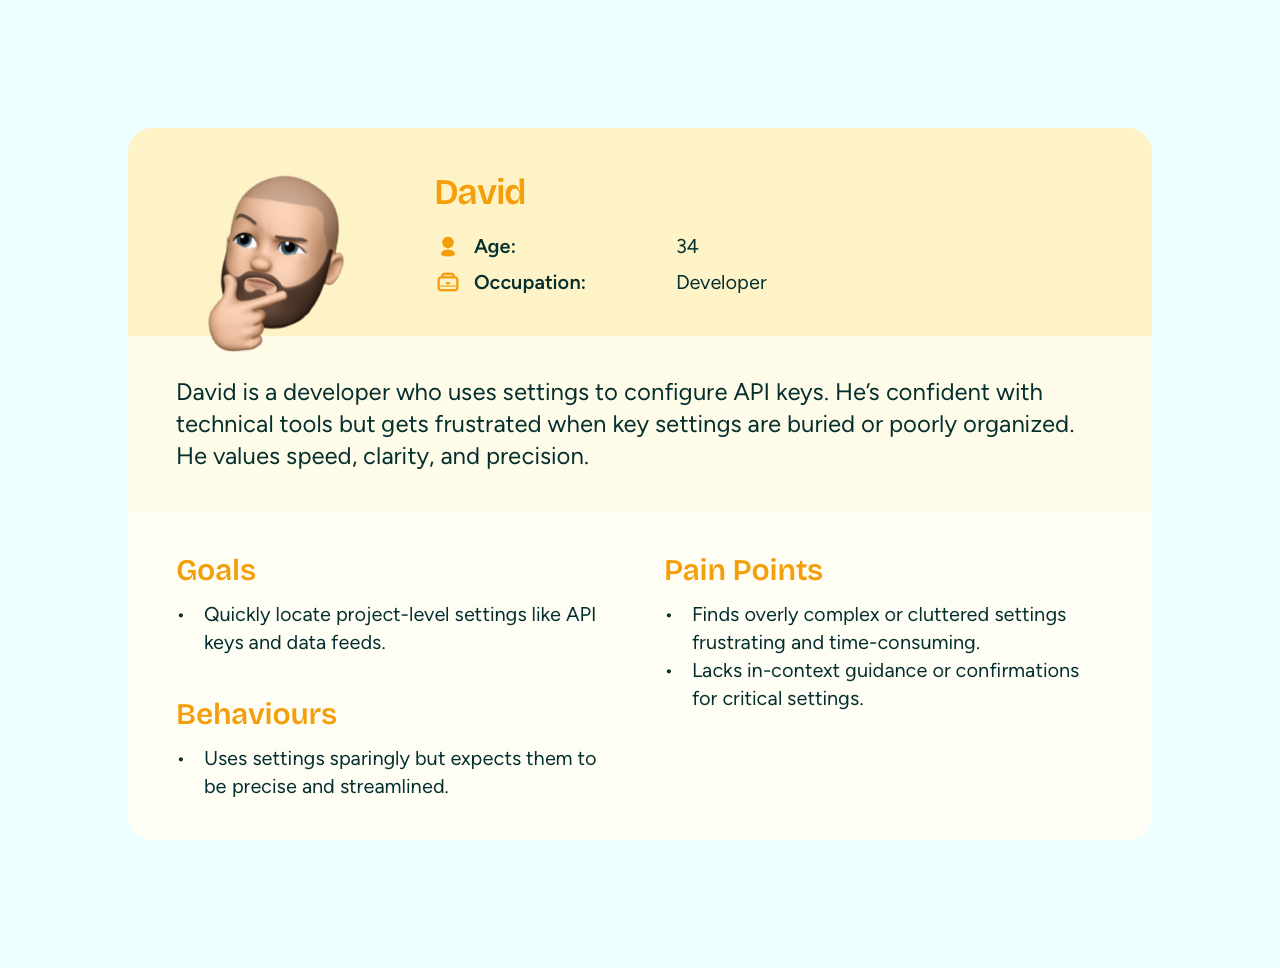 David
Age: 34
Occupation: Developer
David is a developer who uses settings to configure API keys. He’s confident with
technical tools but gets frustrated when key settings are buried or poorly organized.
He values speed, clarity, and precision.
Goals
• Quickly locate project-level settings like API
keys and data feeds.
Behaviours
• Uses settings sparingly but expects them to
be precise and streamlined.
Pain Points
• Finds overly complex or cluttered settings
frustrating and time-consuming.
• Lacks in-context guidance or confirmations
for critical settings.